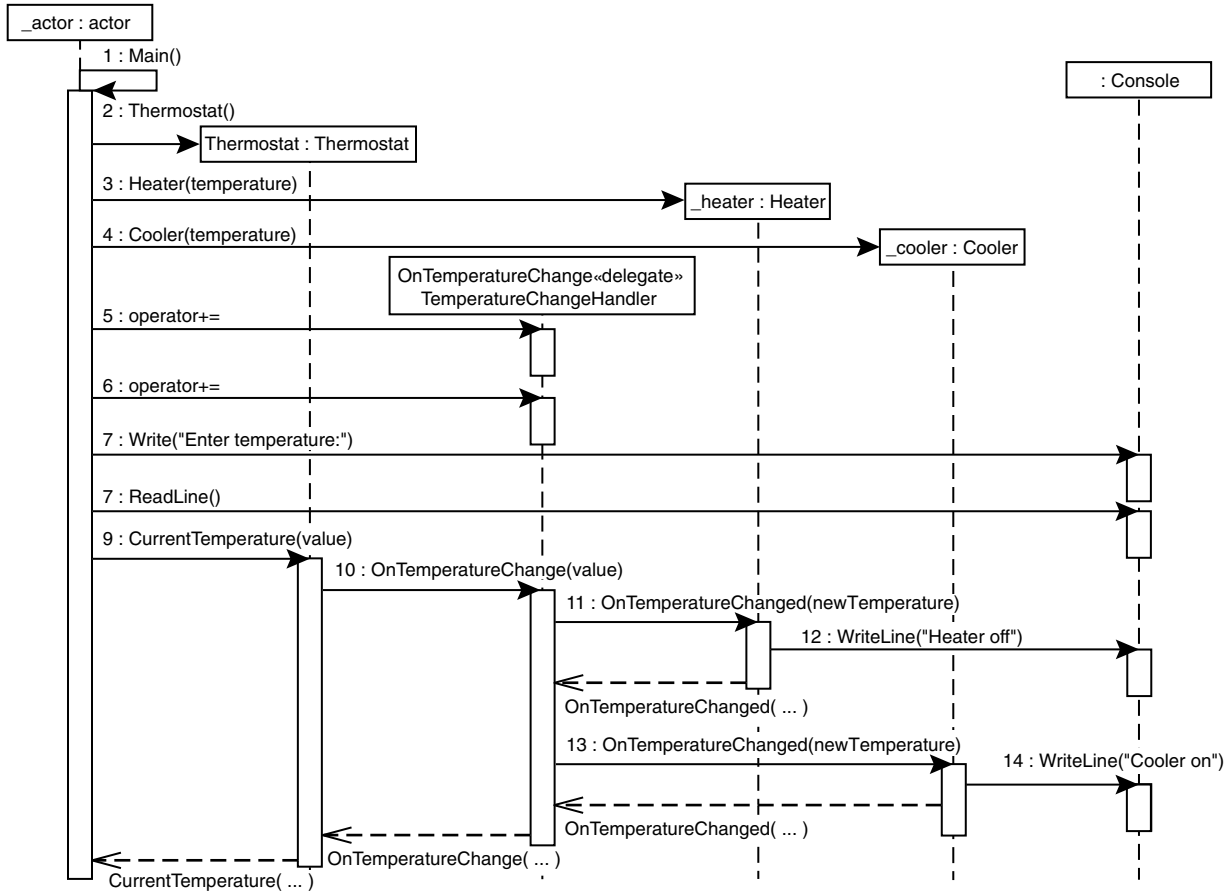 _actor : actor
1 : Main()
: Console
2 : Thermostat()
Thermostat : Thermostat
3 : Heater(temperature)
_heater : Heater
4 : Cooler(temperature)
_cooler : Cooler
OnTemperatureChange«delegate»
TemperatureChangeHandler
5 : operator+=
6 : operator+=
7 : Write("Enter temperature:")
7 : ReadLine()
9 : CurrentTemperature(value)
10 : OnTemperatureChange(value)
11 : OnTemperatureChanged(newTemperature)
12 : WriteLine("Heater off")
OnTemperatureChanged( ... )
13 : OnTemperatureChanged(newTemperature)
14 : WriteLine("Cooler on")
OnTemperatureChanged( ... )
OnTemperatureChange( ... )
CurrentTemperature( ... )